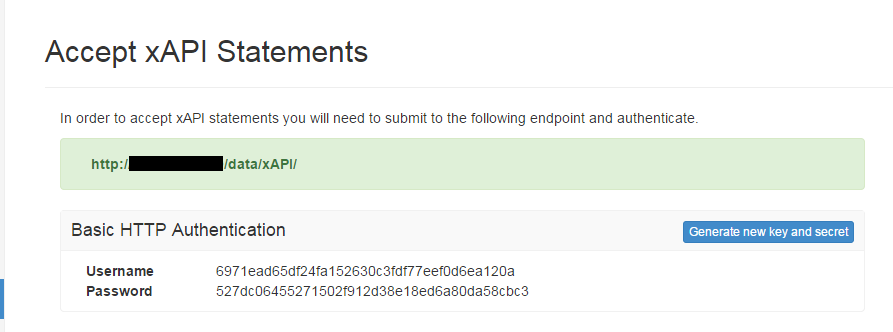 Accept xAPI Statements
In order to accept xAPI statements you will need to submit to the following endpoint and authenticate.
http:/ /data/xAPI/
Basic HTTP Authentication
Generate new key and secret
Username 6971ead65df24fa152630c3fdf77eef0d6ea120a
Password 527dc06455271502f912d38e18ed6a80da58cbc3